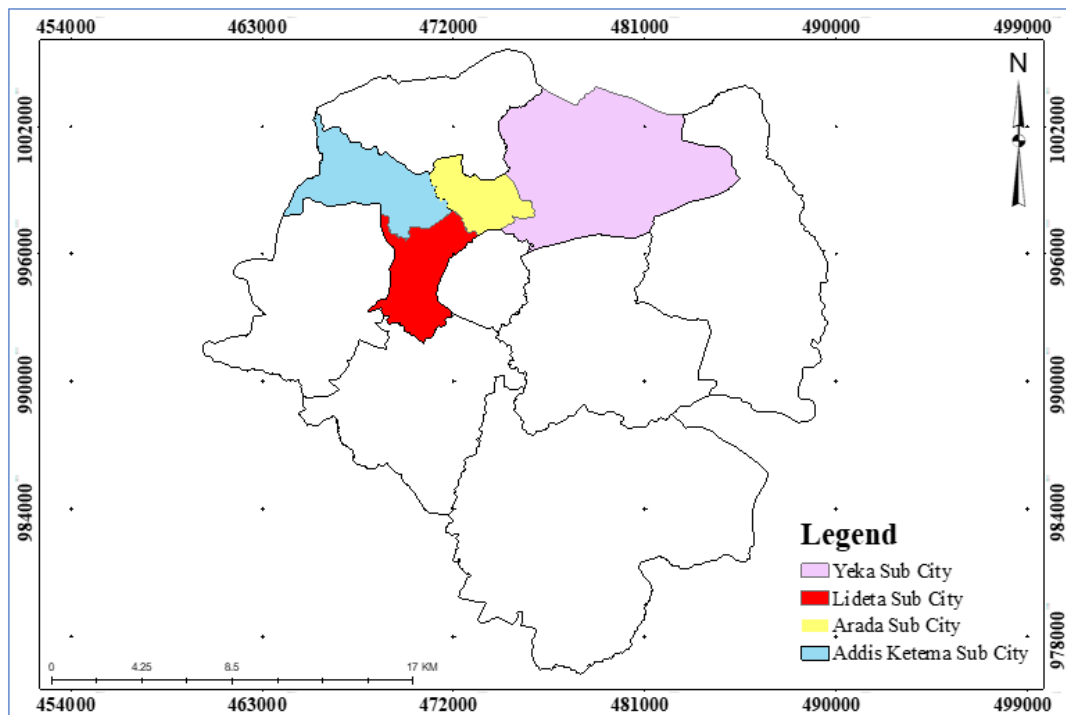 454000 463000 472000 481000 490000 499000
N
1002000 1002000
996000 996000
990000 990000
984000 984000
978000 978000
Legend
Yeka Sub City
Lideta Sub City
Arada Sub City
Addis Ketema Sub City
0 4.25 8.5 17 KM
454000 463000 472000 481000 490000 499000